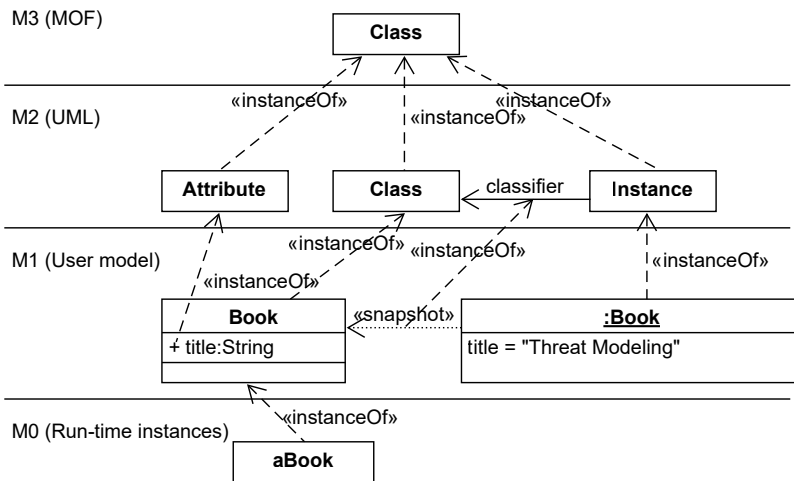 M3 (MOF)
Class
«instanceOf»
«instanceOf»
«instanceOf»
M2 (UML)
Attribute
Class
classifier
Instance
«instanceOf»
«instanceOf»
M1 (User model)
«instanceOf»
«instanceOf»
Book
«snapshot»
:Book
+ title:String
title = "Threat Modeling"
«instanceOf»
M0 (Run-time instances)
aBook